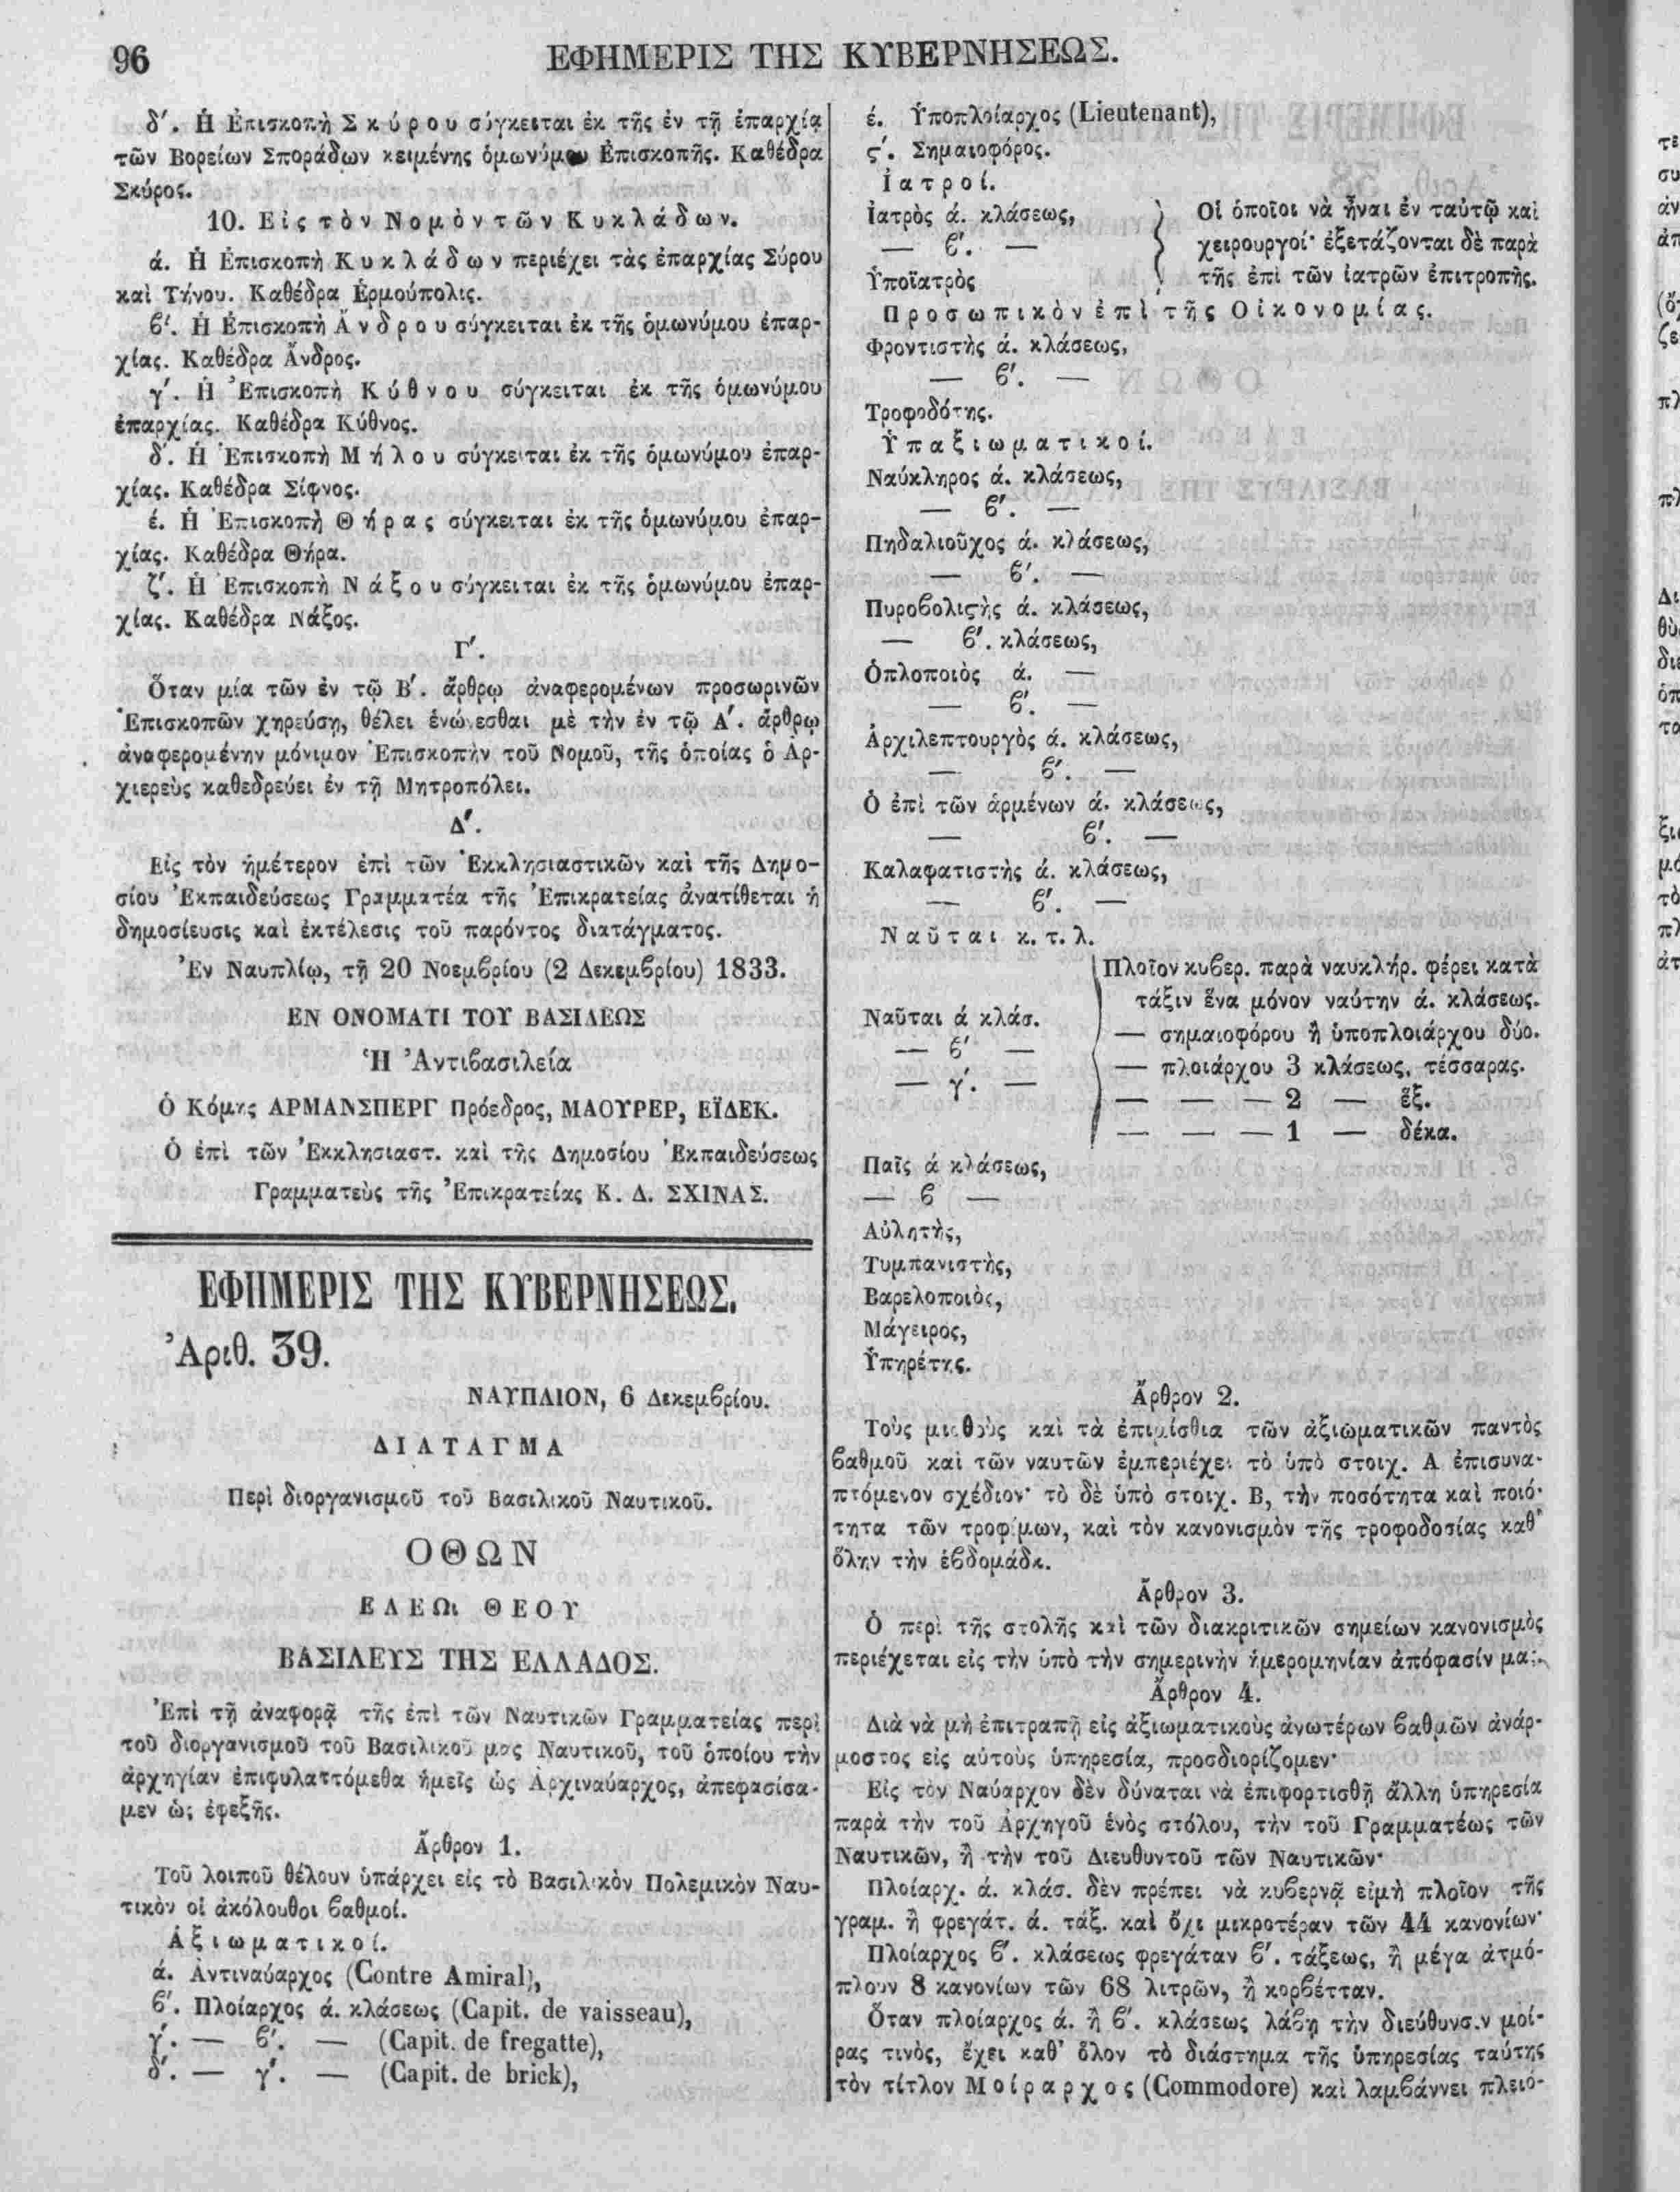 96
ΕΦΗΜΕΡΙΣ ΤΗΣ ΚΥΒΕΡΝΗΣΕΩΣ.
δ′. Ἡ Ἐπισκοπὴ Σκύρου σύγκειται ἐκ τῆς ἐν τῇ ἐπαρχίᾳ
τῶν Βορείων Σποράδων κειμένης ὁμωνύμου Ἐπισκοπῆς. Καθέδρα
Σκύρος.
10. Εἰς τὸν Νομὸν τῶν Κυκλάδων.
ά. Ἡ Ἐπισκοπὴ Κυκλάδων περιέχει τὰς ἐπαρχίας Σύρου
καὶ Τήνου. Καθέδρα Ἑρμούπολις.
ϐ′. Ἡ Ἐπισκοπὴ Ἄνδρου σύγκειται ἐκ τῆς ὁμωνύμου ἐπαρ-
χίας. Καθέδρα Ἄνδρος.
γ′. Ἡ Ἐπισκοπὴ Κύθνου σύγκειται ἐκ τῆς ὁμωνύμου
ἐπαρχίας. Καθέδρα Κύθνος.
δ′. Ἡ Ἐπισκοπὴ Μήλου σύγκειται ἐκ τῆς ὁμωνύμου ἐπαρ-
χίας. Καθέδρα Σίφνος.
έ. Ἡ Ἐπισκοπὴ Θήρας σύγκειται ἐκ τῆς ὁμωνύμου ἐπαρ-
χίας. Καθέδρα Θήρα.
ζ′. Ἡ Ἐπισκοπὴ Νάξου σύγκειται ἐκ τῆς ὁμωνύμου ἐπαρ-
χίας. Καθέδρα Νάξος.
Γ′.
Ὅταν μία τῶν ἐν τῷ Β′. ἄρθρῳ ἀναφερομένων προσωρινῶν
Ἐπισκοπῶν χηρεύσῃ, θέλει ἑνώνεσθαι μὲ τὴν ἐν τῷ Α′. ἄρθρῳ
ἀναφερομένην μόνιμον Ἐπισκοπὴν τοῦ Νομοῦ, τῆς ὁποίας ὁ Ἀρ-
χιερεὺς καθεδρεύει ἐν τῇ Μητροπόλει.
Δ′.
Εἰς τὸν ἡμέτερον ἐπὶ τῶν Ἐκκλησιαστικῶν καὶ τῆς Δημο-
σίου Ἐκπαιδεύσεως Γραμματέα τῆς Ἐπικρατείας ἀνατίθεται ἡ
δημοσίευσις καὶ ἐκτέλεσις τοῦ παρόντος διατάγματος.
Ἐν Ναυπλίῳ, τῇ 20 Νοεμϐρίου (2 Δεκεμϐρίου) 1833.
ΕΝ ΟΝΟΜΑΤΙ ΤΟΥ ΒΑΣΙΛΕΩΣ
Ἡ Ἀντιϐασιλεία
Ὁ Κόμης ΑΡΜΑΝΣΠΕΡΓ Πρόεδρος, ΜΑΟΥΡΕΡ, ΕΪΔΕΚ.
Ὁ ἐπὶ τῶν Ἐκκλησιαστ. καὶ τῆς Δημοσίου Ἐκπαιδεύσεως
Γραμματεὺς τῆς Ἐπικρατείας Κ. Δ. ΣΧΙΝΑΣ.
ΕΦΗΜΕΡΙΣ ΤΗΣ ΚΥΒΕΡΝΗΣΕΩΣ.
Ἀριθ. 39.
ΝΑΥΠΛΙΟΝ, 6 Δεκεμϐρίου.
ΔΙΑΤΑΓΜΑ
Περὶ διοργανισμοῦ τοῦ Βασιλικοῦ Ναυτικοῦ.
ΟΘΩΝ
ΕΛΕΩι ΘΕΟΥ
ΒΑΣΙΛΕΥΣ ΤΗΣ ΕΛΛΑΔΟΣ.
Ἐπὶ τῇ ἀναφορᾷ τῆς ἐπὶ τῶν Ναυτικῶν Γραμματείας περὶ
τοῦ διοργανισμοῦ τοῦ Βασιλικοῦ μας Ναυτικοῦ, τοῦ ὁποίου τὴν
ἀρχηγίαν ἐπιφυλαττόμεθα ἡμεῖς ὡς Ἀρχιναύαρχος, ἀπεφασίσα-
μεν ὡς ἐφεξῆς.
Ἄρθρον 1.
Τοῦ λοιποῦ θέλουν ὑπάρχει εἰς τὸ Βασιλικὸν Πολεμικὸν Ναυ-
τικὸν οἱ ἀκόλουθοι ϐαθμοί.
Ἀξιωματικοί.
ά. Ἀντιναύαρχος (Contre Amiral),
ϐ′. Πλοίαρχος ά. κλάσεως (Capit. de vaisseau),
γ′. — ϐ′. — (Capit. de fregatte),
δ′. — γ′. — (Capit. de brick),
έ. Ὑποπλοίαρχος (Lieutenant),
ϛ′. Σημαιοφόρος.
Ἰατροί.
Ἰατρὸς ά. κλάσεως,
— ϐ′. —
Ὑποϊατρὸς
Οἱ ὁποῖοι νὰ ἦναι ἐν ταὐτῷ καὶ
χειρουργοί· ἐξετάζονται δὲ παρὰ
τῆς ἐπὶ τῶν ἰατρῶν ἐπιτροπῆς.
Προσωπικὸν ἐπὶ τῆς Οἰκονομίας.
Φροντιστὴς ά. κλάσεως,
— ϐ′. —
Τροφοδότης.
Ὑπαξιωματικοί.
Ναύκληρος ά. κλάσεως,
— ϐ′. —
Πηδαλιοῦχος ά. κλάσεως,
— ϐ′. —
Πυροϐολιστὴς ά. κλάσεως,
— ϐ′. κλάσεως,
Ὁπλοποιὸς ά. —
— ϐ′. —
Ἀρχιλεπτουργὸς ά. κλάσεως,
— ϐ′. —
Ὁ ἐπὶ τῶν ἀρμένων ά. κλάσεως,
— ϐ′. —
Καλαφατιστὴς ά. κλάσεως,
— ϐ′. —
Ναῦται κ. τ. λ.
Ναῦται ά κλάσ.
— ϐ′ —
— γ′. —
Πλοῖον κυϐερ. παρὰ ναυκλήρ. φέρει κατὰ
τάξιν ἕνα μόνον ναύτην ά. κλάσεως.
— σημαιοφόρου ἢ ὑποπλοιάρχου δύο.
— πλοιάρχου 3 κλάσεως, τέσσαρας.
— — — 2 — ἕξ.
— — — 1 — δέκα.
Παῖς ά κλάσεως,
— ϐ —
Αὐλητὴς,
Τυμπανιστὴς,
Βαρελοποιὸς,
Μάγειρος,
Ὑπηρέτης.
Ἄρθρον 2.
Τοὺς μισθοὺς καὶ τὰ ἐπιμίσθια τῶν ἀξιωματικῶν παντὸς
ϐαθμοῦ καὶ τῶν ναυτῶν ἐμπεριέχει τὸ ὑπὸ στοιχ. Α ἐπισυνα-
πτόμενον σχέδιον· τὸ δὲ ὑπὸ στοιχ. Β, τὴν ποσότητα καὶ ποιό-
τητα τῶν τροφίμων, καὶ τὸν κανονισμὸν τῆς τροφοδοσίας καθ'
ὅλην τὴν ἑϐδομάδα.
Ἄρθρον 3.
Ὁ περὶ τῆς στολῆς καὶ τῶν διακριτικῶν σημείων κανονισμὸς
περιέχεται εἰς τὴν ὑπὸ τὴν σημερινὴν ἡμερομηνίαν ἀπόφασίν μας.
Ἄρθρον 4.
Διὰ νὰ μὴ ἐπιτραπῇ εἰς ἀξιωματικοὺς ἀνωτέρων ϐαθμῶν ἀνάρ-
μοστος εἰς αὐτοὺς ὑπηρεσία, προσδιορίζομεν·
Εἰς τὸν Ναύαρχον δὲν δύναται νὰ ἐπιφορτισθῇ ἄλλη ὑπηρεσία
παρὰ τὴν τοῦ Ἀρχηγοῦ ἑνὸς στόλου, τὴν τοῦ Γραμματέως τῶν
Ναυτικῶν, ἢ τὴν τοῦ Διευθυντοῦ τῶν Ναυτικῶν·
Πλοίαρχ. ά. κλάσ. δὲν πρέπει νὰ κυϐερνᾷ εἰμὴ πλοῖον τῆς
γραμ. ἢ φρεγάτ. ά. τάξ. καὶ ὄχι μικροτέραν τῶν 44 κανονίων·
Πλοίαρχος ϐ′. κλάσεως φρεγάταν ϐ′. τάξεως, ἢ μέγα ἀτμό-
πλουν 8 κανονίων τῶν 68 λιτρῶν, ἢ κορϐέτταν.
Ὅταν πλοίαρχος ά. ἢ ϐ′. κλάσεως λάϐῃ τὴν διεύθυνσιν μοί-
ρας τινὸς, ἔχει καθ' ὅλον τὸ διάστημα τῆς ὑπηρεσίας ταύτης
τὸν τίτλον Μοίραρχος (Commodore) καὶ λαμϐάννει πλειο-